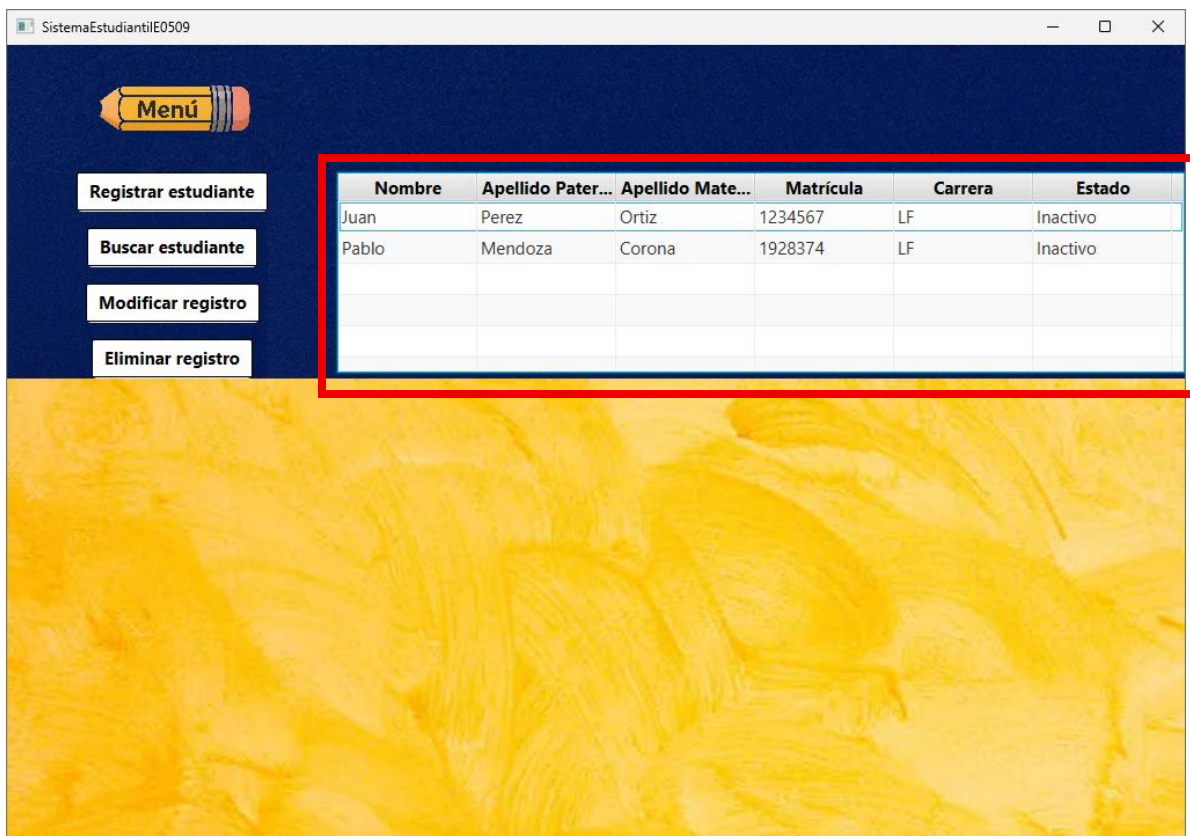 SistemaEstudiantilE0509
Menú
Registrar estudiante
Buscar estudiante
Modificar registro
Eliminar registro
Nombre Apellido Pater... Apellido Mate... Matrícula Carrera Estado
Juan Perez Ortiz 1234567 LF Inactivo
Pablo Mendoza Corona 1928374 LF Inactivo